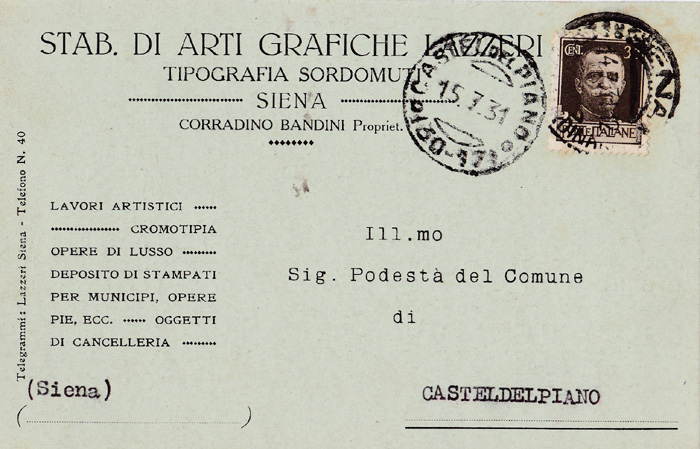 STAB. DI ARTI GRAFICHE LAZZERI
TIPOGRAFIA SORDOMUTI
SIENA
CORRADINO BANDINI Propriet.
CASTELDELPIANO
15.7.31
CENT. 3
POSTE ITALIANE
SIENA
Telegrammi: Lazzeri Siena - Telefono N. 40
LAVORI ARTISTICI
CROMOTIPIA
OPERE DI LUSSO
DEPOSITO DI STAMPATI
PER MUNICIPI, OPERE
PIE, ECC. OGGETTI
DI CANCELLERIA
Ill.mo
Sig. Podestà del Comune
di
(Siena)
CASTELDELPIANO
( )